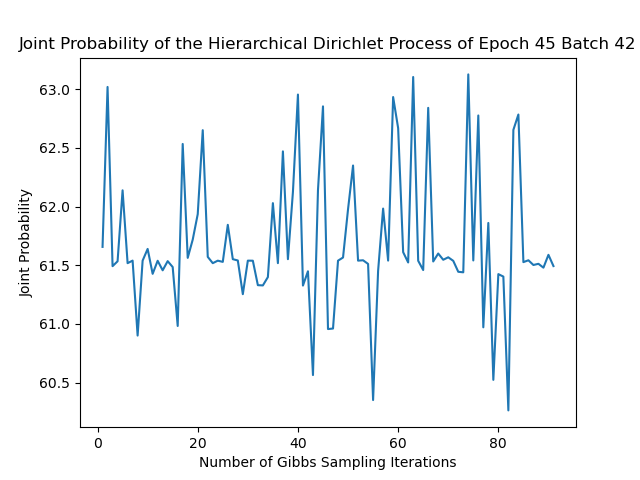 Joint Probability of the Hierarchical Dirichlet Process of Epoch 45 Batch 42
63.0
62.5
62.0
61.5
61.0
60.5
Joint Probability
0 20 40 60 80
Number of Gibbs Sampling Iterations